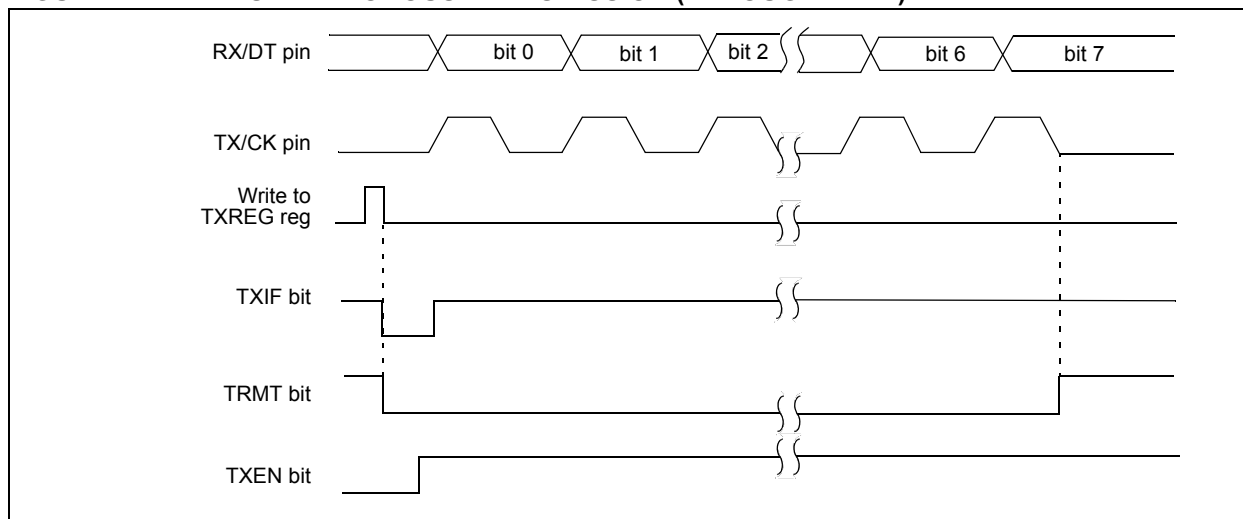 RX/DT pin
bit 0
bit 1
bit 2
bit 6
bit 7
TX/CK pin
Write to
TXREG reg
TXIF bit
TRMT bit
TXEN bit